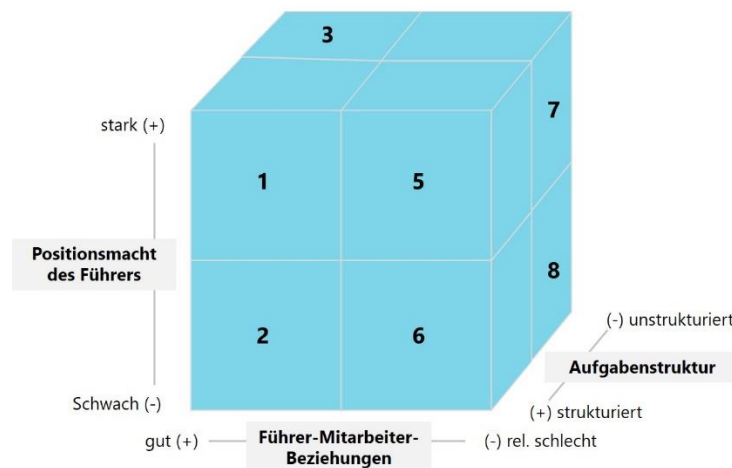 3
stark (+)
7
1
5
Positionsmacht
des Führers
8
2
6
(-) unstrukturiert
Aufgabenstruktur
Schwach (-)
(+) strukturiert
gut (+)
Führer-Mitarbeiter-
Beziehungen
(-) rel. schlecht